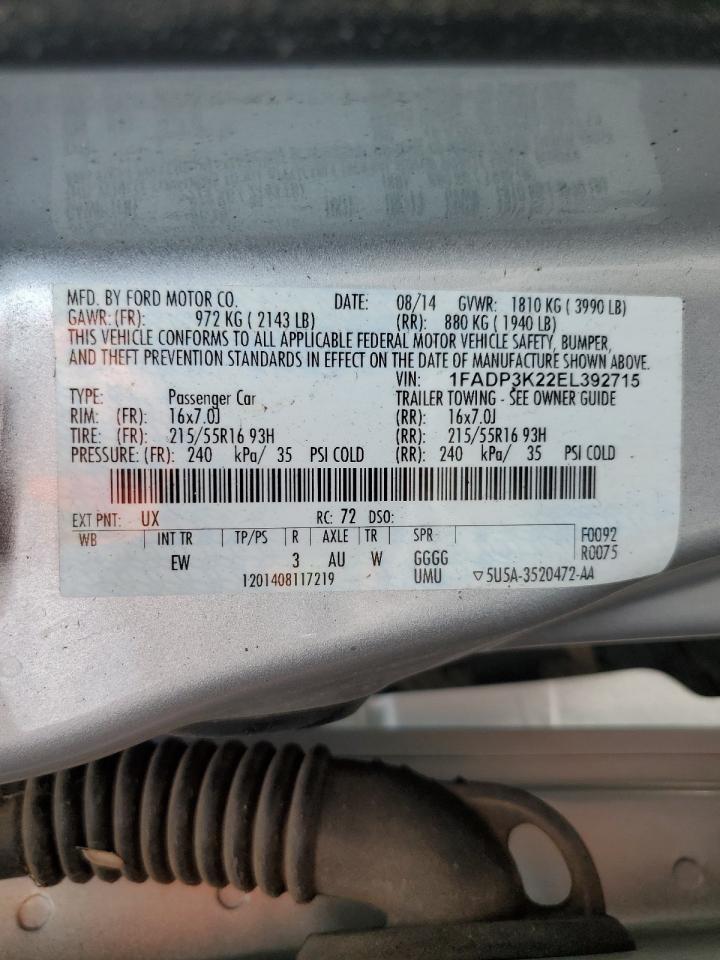 MFD. BY FORD MOTOR CO. DATE: 08/14 GVWR: 1810 KG ( 3990 LB)
GAWR: (FR): 972 KG ( 2143 LB) (RR): 880 KG ( 1940 LB)
THIS VEHICLE CONFORMS TO ALL APPLICABLE FEDERAL MOTOR VEHICLE SAFETY, BUMPER,
AND THEFT PREVENTION STANDARDS IN EFFECT ON THE DATE OF MANUFACTURE SHOWN ABOVE.
VIN: 1FADP3K22EL392715
TYPE: Passenger Car TRAILER TOWING - SEE OWNER GUIDE
RIM: (FR): 16x7.0J (RR): 16x7.0J
TIRE: (FR): 215/55R16 93H (RR): 215/55R16 93H
PRESSURE: (FR): 240 kPa/ 35 PSI COLD (RR): 240 kPa/ 35 PSI COLD
EXT PNT: UX RC: 72 DSO:
WB INT TR TP/PS R AXLE TR SPR F0092
EW 3 AU W GGGG R0075
1201408117219 UMU ▽5U5A-3520472-AA